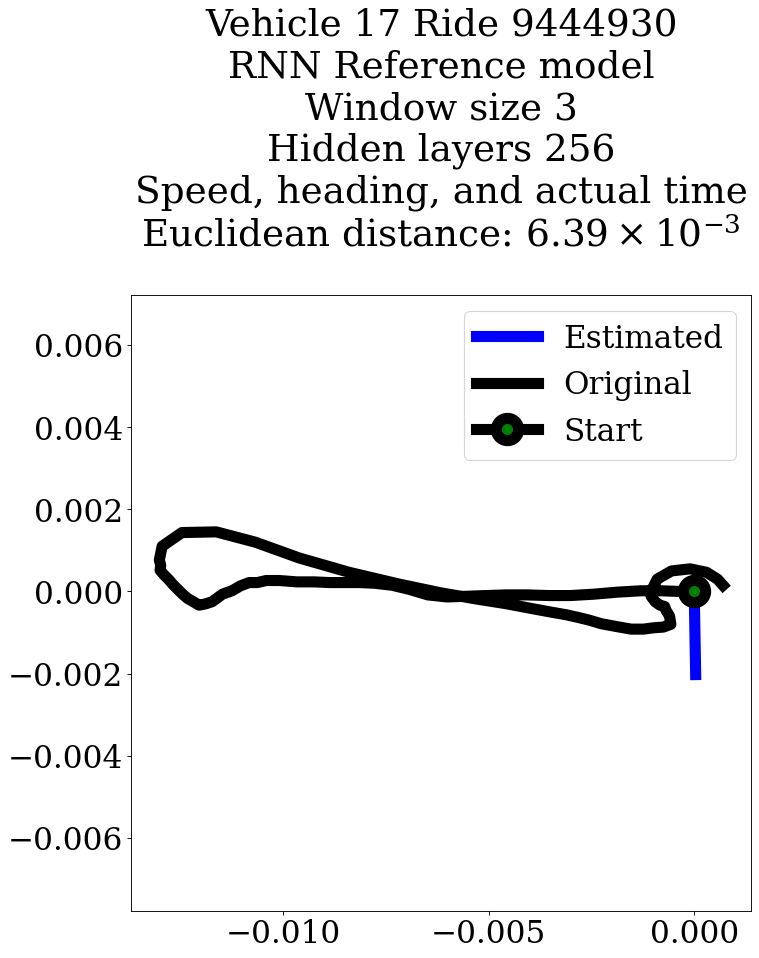 Vehicle 17 Ride 9444930
RNN Reference model
Window size 3
Hidden layers 256
Speed, heading, and actual time
Euclidean distance: 6.39 × 10⁻³
Estimated
Original
Start
0.006
0.004
0.002
0.000
−0.002
−0.004
−0.006
−0.010
−0.005
0.000